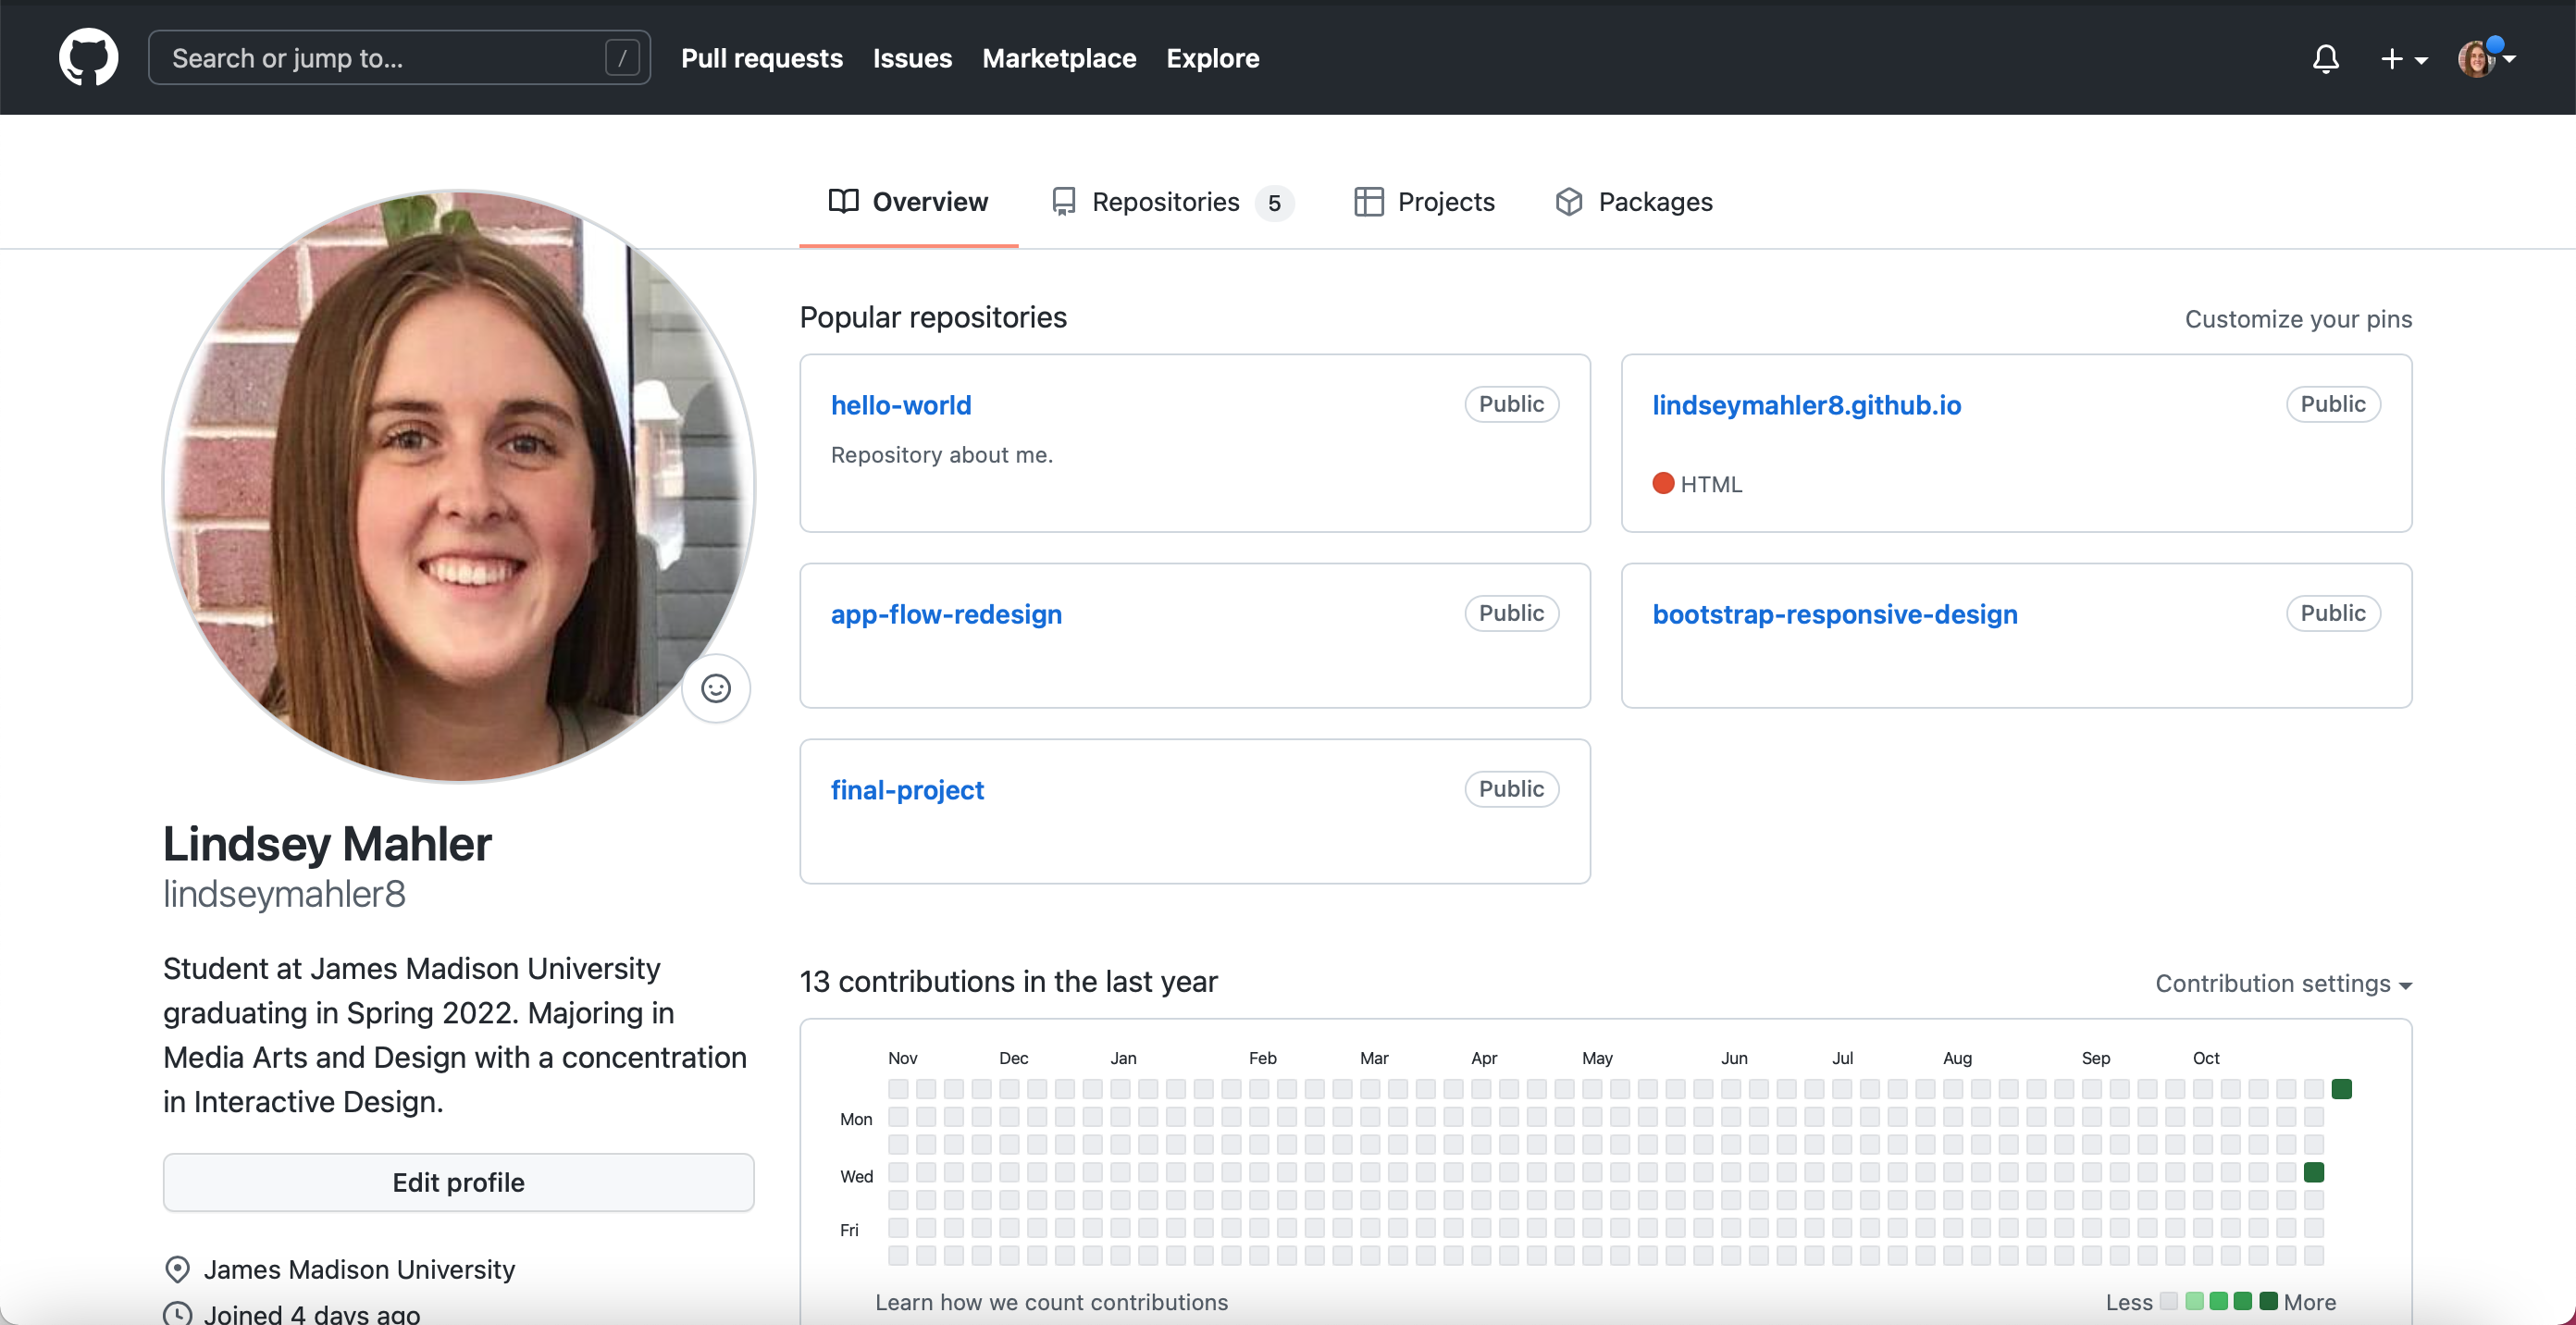 Search or jump to... /
Pull requests
Issues
Marketplace
Explore
Overview
Repositories 5
Projects
Packages
Lindsey Mahler
lindseymahler8
Student at James Madison University
graduating in Spring 2022. Majoring in
Media Arts and Design with a concentration
in Interactive Design.
Edit profile
James Madison University
Joined 4 days ago
Popular repositories
Customize your pins
hello-world Public
Repository about me.
lindseymahler8.github.io Public
HTML
app-flow-redesign Public
bootstrap-responsive-design Public
final-project Public
13 contributions in the last year
Contribution settings
Nov Dec Jan Feb Mar Apr May Jun Jul Aug Sep Oct
Mon
Wed
Fri
Learn how we count contributions
Less More